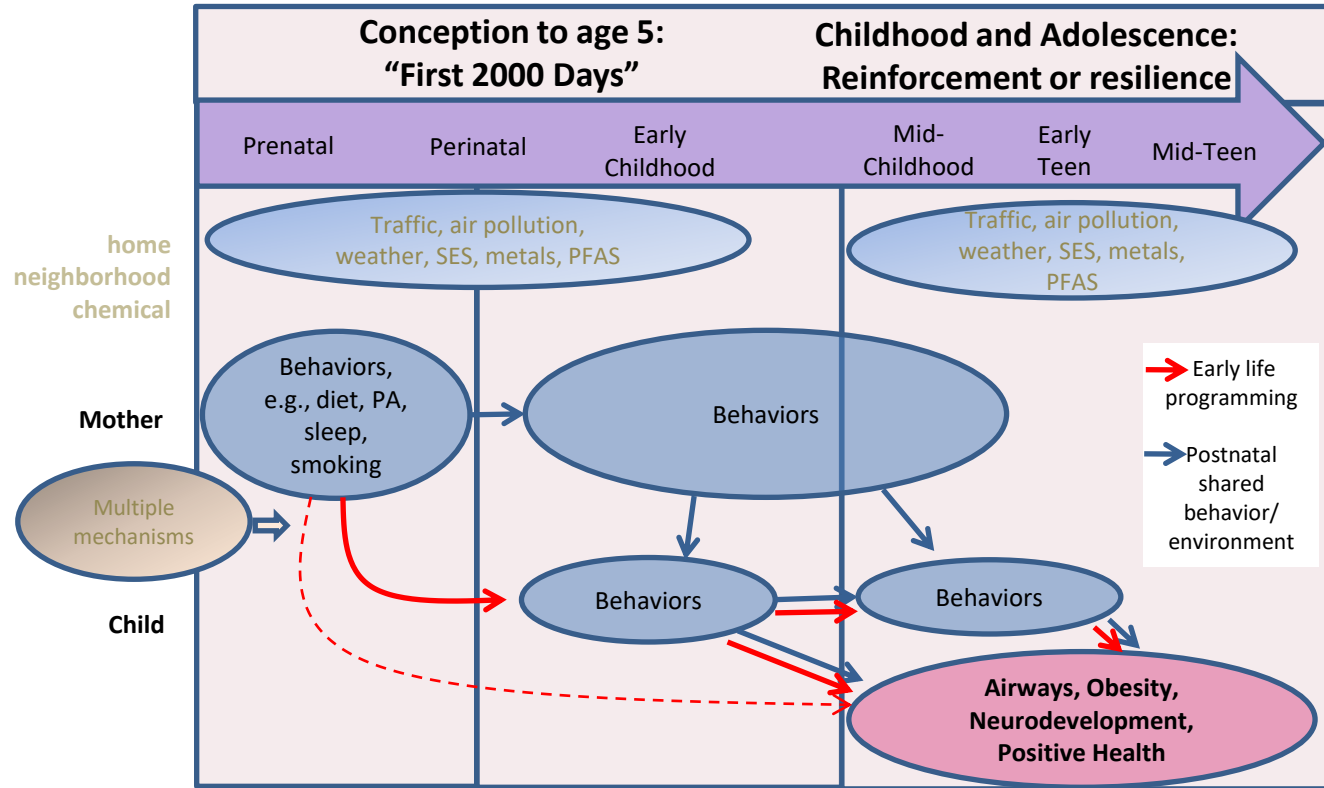 Conception to age 5:
“First 2000 Days”
Childhood and Adolescence:
Reinforcement or resilience
Prenatal
Perinatal
Early
Childhood
Mid-
Childhood
Early
Teen
Mid-Teen
home
neighborhood
chemical
Traffic, air pollution,
weather, SES, metals, PFAS
Traffic, air pollution,
weather, SES, metals,
PFAS
Mother
Behaviors,
e.g., diet, PA,
sleep,
smoking
Behaviors
Early life
programming
Postnatal
shared
behavior/
environment
Multiple
mechanisms
Child
Behaviors
Behaviors
Airways, Obesity,
Neurodevelopment,
Positive Health